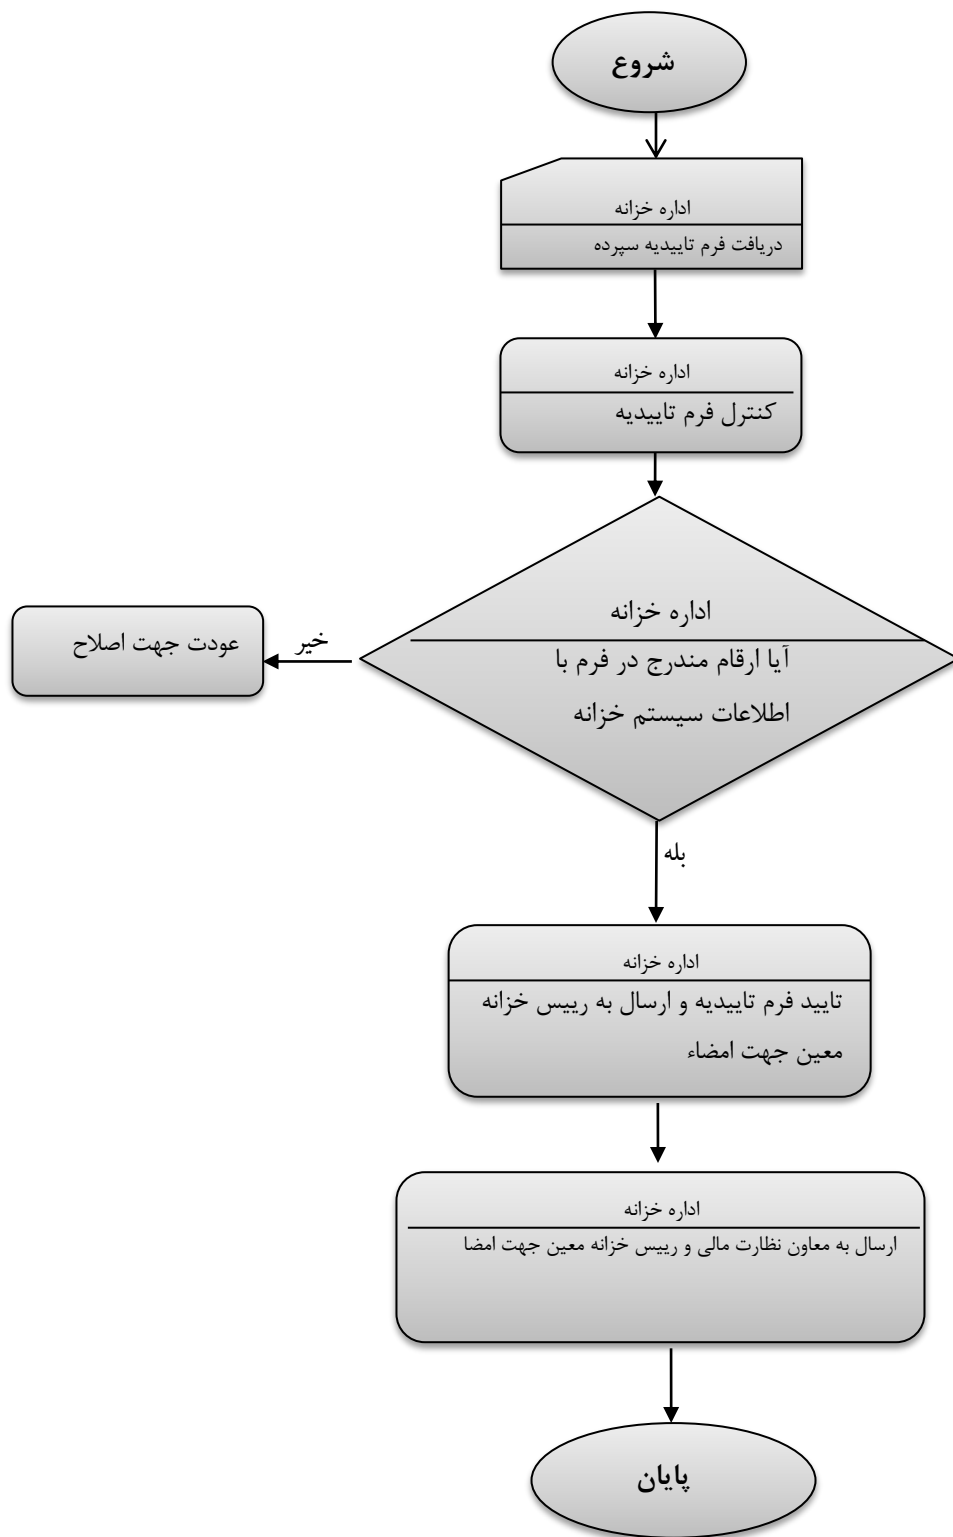 شروع
اداره خزانه
دریافت فرم تاییدیه سپرده
اداره خزانه
کنترل فرم تاییدیه
اداره خزانه
آیا ارقام مندرج در فرم با
اطلاعات سیستم خزانه
خیر
عودت جهت اصلاح
بله
اداره خزانه
تایید فرم تاییدیه و ارسال به رییس خزانه
معین جهت امضاء
اداره خزانه
ارسال به معاون نظارت مالی و رییس خزانه معین جهت امضا
پایان